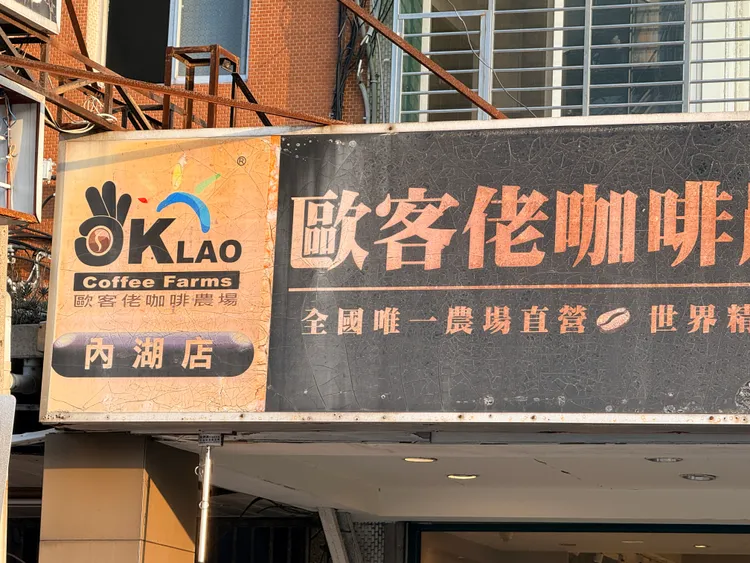 ®
OKLAO
Coffee Farms
歐客佬咖啡農場
內湖店
歐客佬咖啡
全國唯一農場直營 世界精